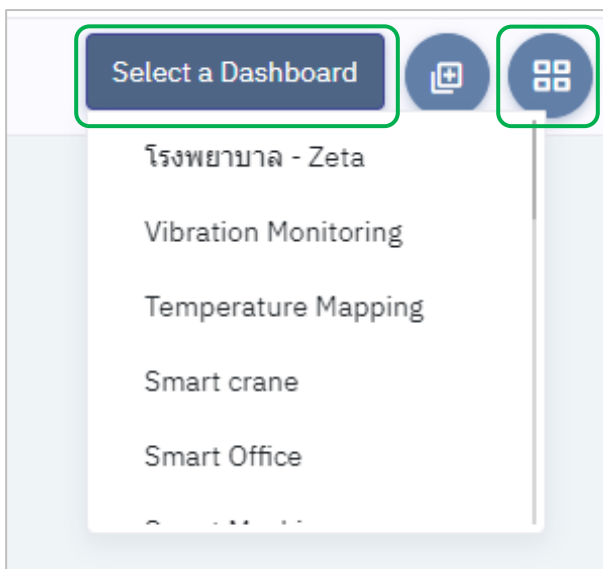 Select a Dashboard
โรงพยาบาล - Zeta
Vibration Monitoring
Temperature Mapping
Smart crane
Smart Office